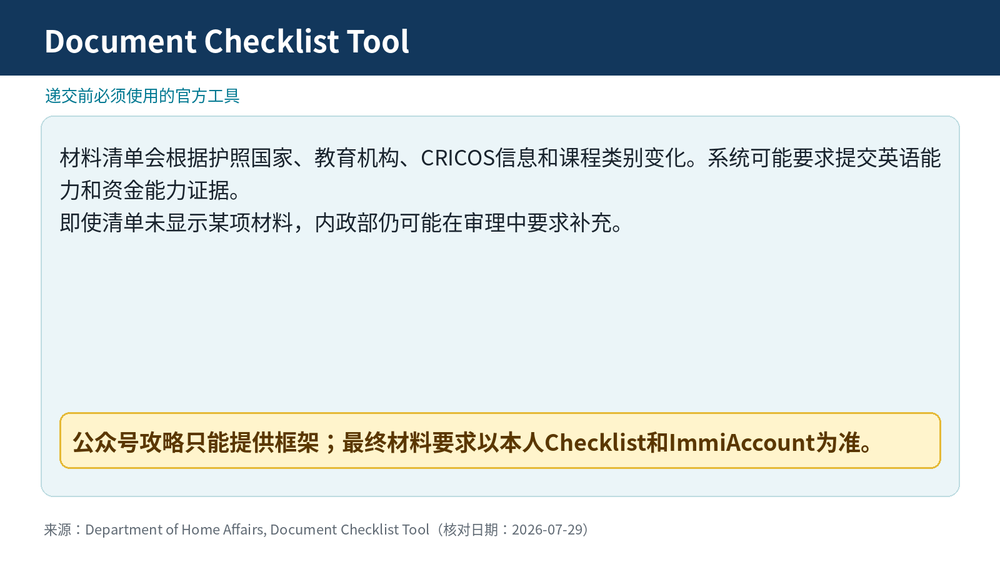 Document Checklist Tool
递交前必须使用的官方工具
材料清单会根据护照国家、教育机构、CRICOS信息和课程类别变化。系统可能要求提交英语能
力和资金能力证据。
即使清单未显示某项材料，内政部仍可能在审理中要求补充。
公众号攻略只能提供框架；最终材料要求以本人Checklist和ImmiAccount为准。
来源：Department of Home Affairs, Document Checklist Tool（核对日期：2026-07-29）